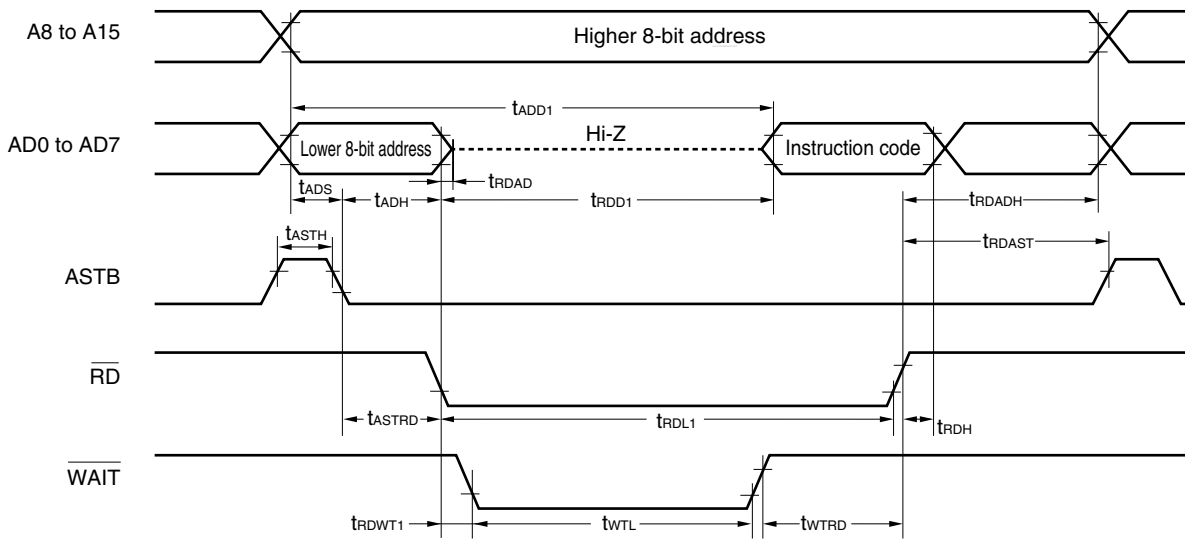 A8 to A15
Higher 8-bit address
tADD1
AD0 to AD7
Lower 8-bit address
Hi-Z
Instruction code
tRDAD
tADS
tADH
tRDD1
tRDADH
tASTH
tRDAST
ASTB
RD
tASTRD
tRDL1
tRDH
WAIT
tRDWT1
tWTL
tWTRD